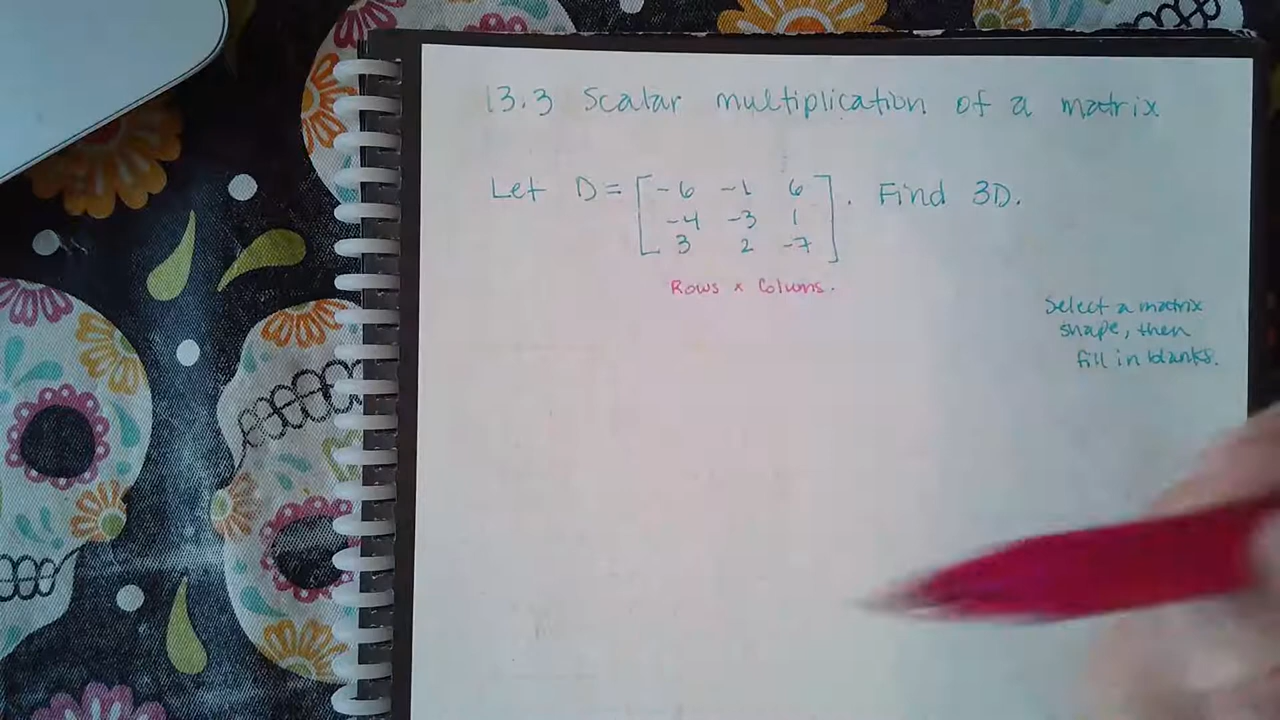 13.3 Scalar multiplication of a matrix
Let D = [ -6 -1 6 ] . Find 3D.
-4 -3 1
3 2 -7
Rows × Colums.
Select a matrix
shape, then
fill in blanks.